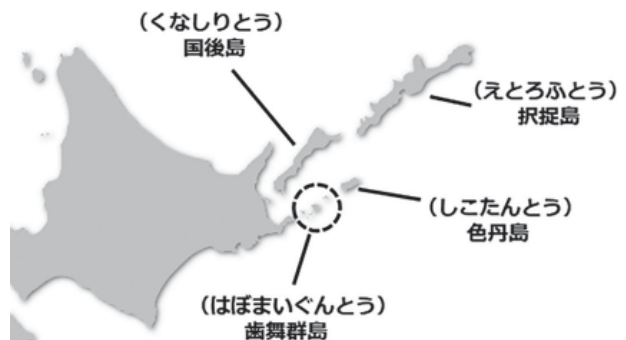 (くなしりとう)
国後島
(えとろふとう)
択捉島
(しこたんとう)
色丹島
(はぼまいぐんとう)
歯舞群島